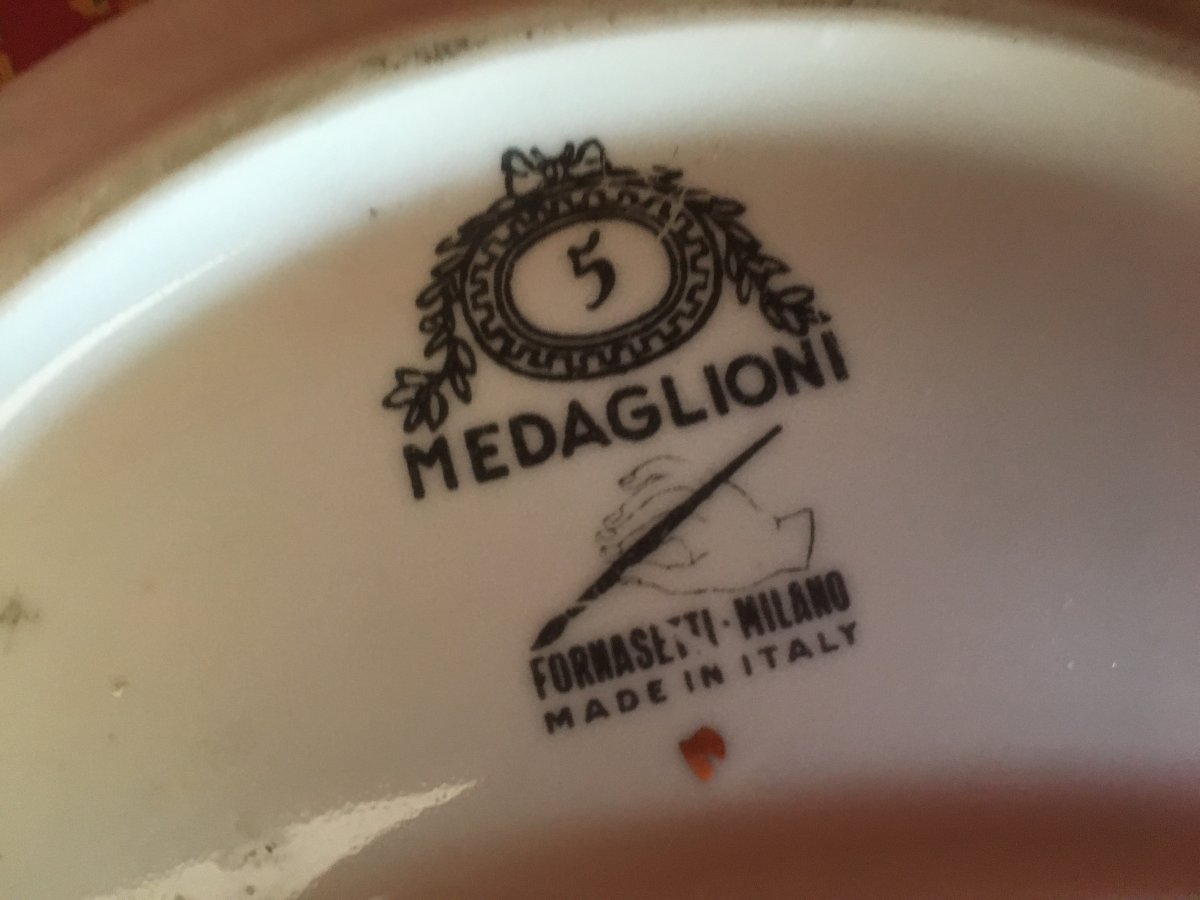 5
MEDAGLIONI
FORNASETTI · MILANO
MADE IN ITALY